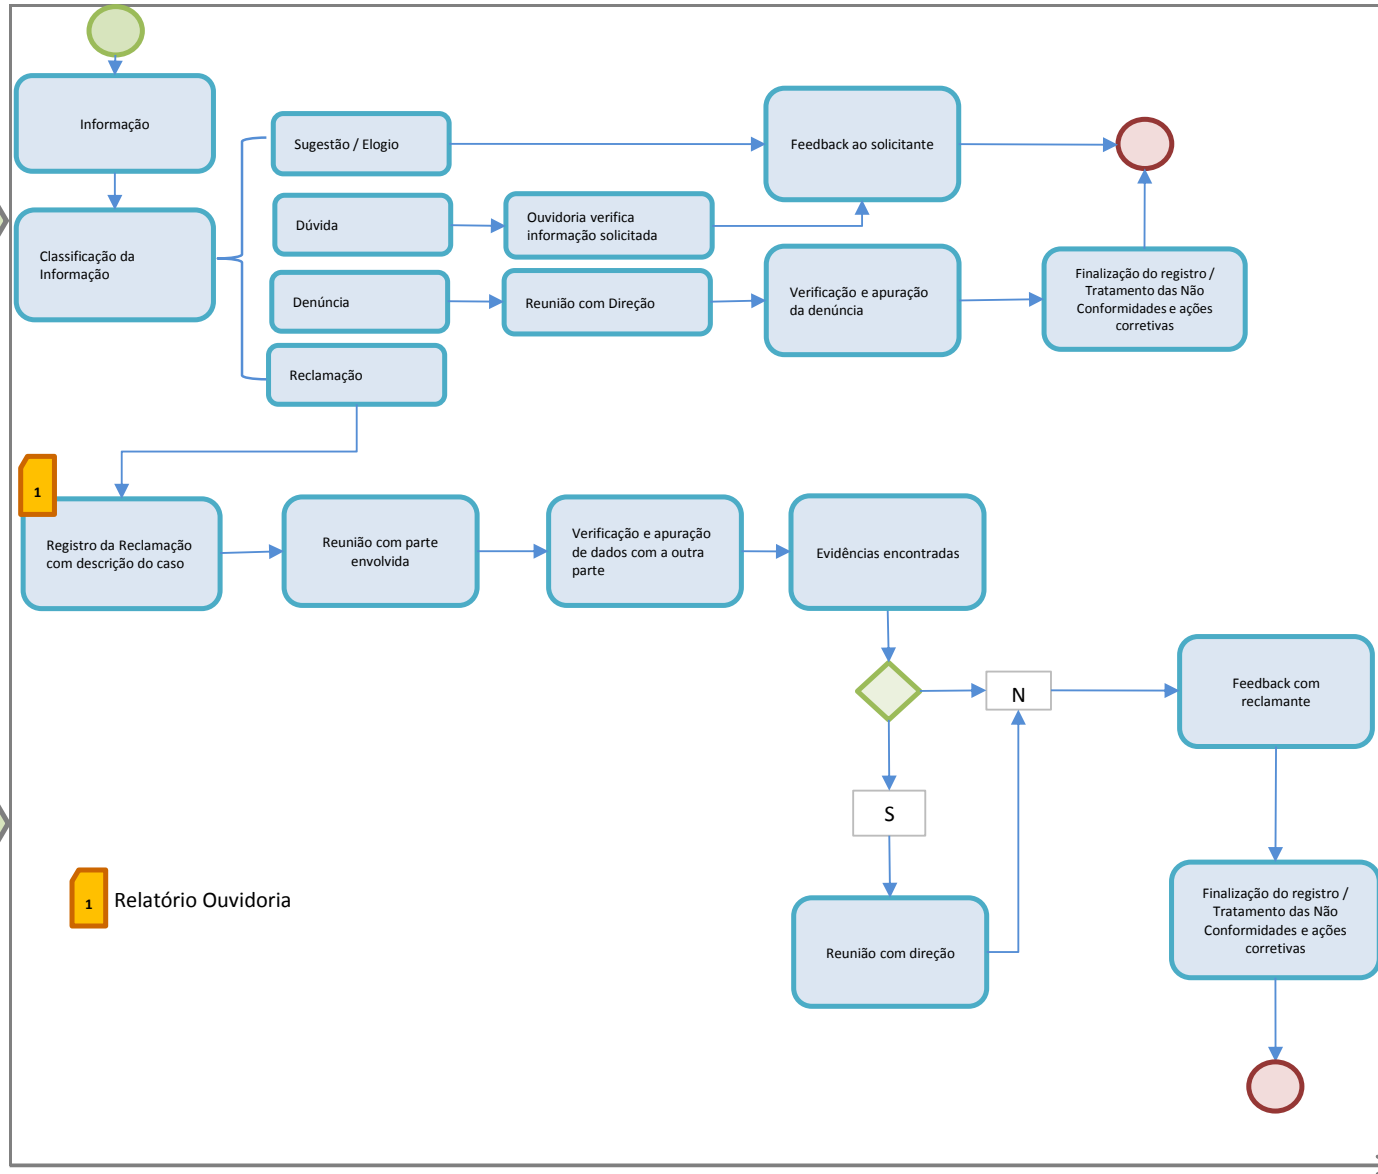 Informação
Sugestão / Elogio
Feedback ao solicitante
Dúvida
Ouvidoria verifica
informação solicitada
Classificação da
Informação
Denúncia
Reunião com Direção
Verificação e apuração
da denúncia
Finalização do registro /
Tratamento das Não
Conformidades e ações
corretivas
Reclamação
1
Registro da Reclamação
com descrição do caso
Reunião com parte
envolvida
Verificação e apuração
de dados com a outra
parte
Evidências encontradas
N
Feedback com
reclamante
S
1
Relatório Ouvidoria
Reunião com direção
Finalização do registro /
Tratamento das Não
Conformidades e ações
corretivas